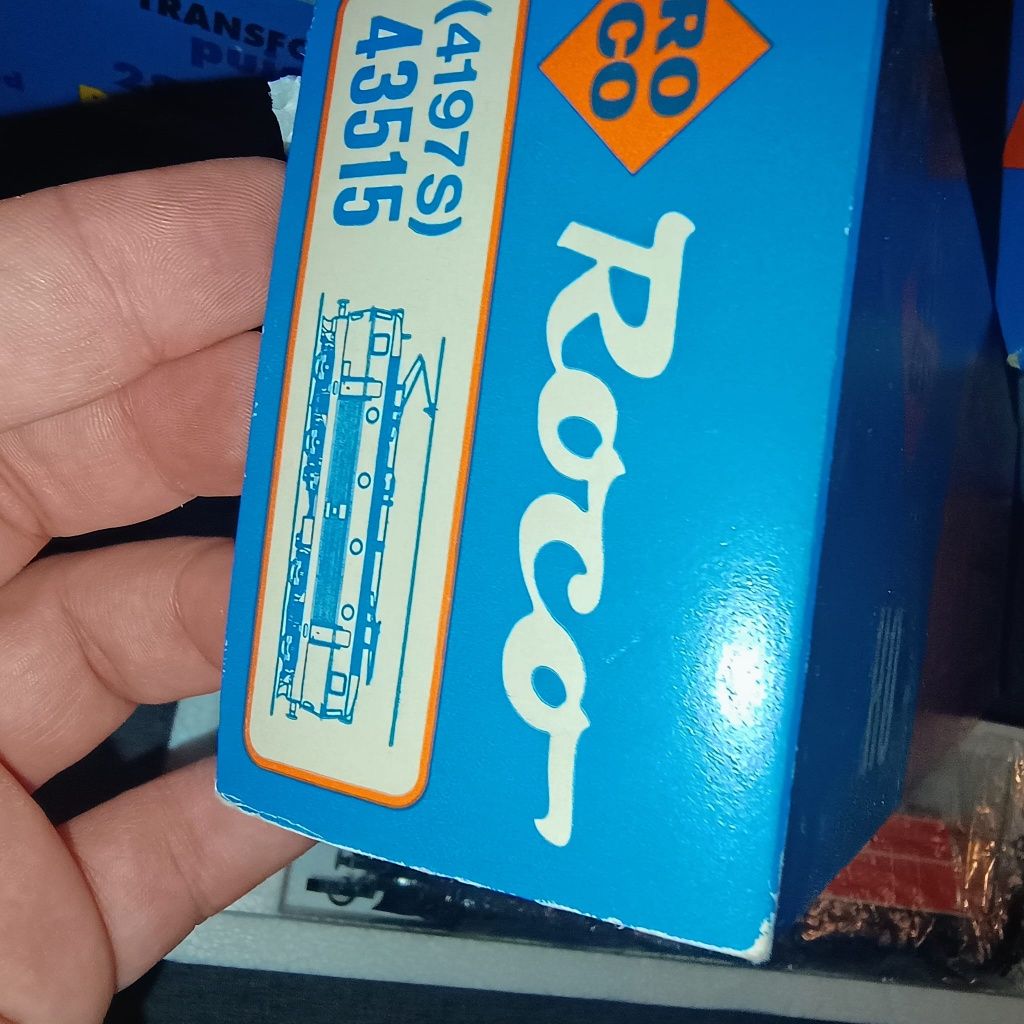 TRANSFO
RO
CO
(4197S)
43515
Roco